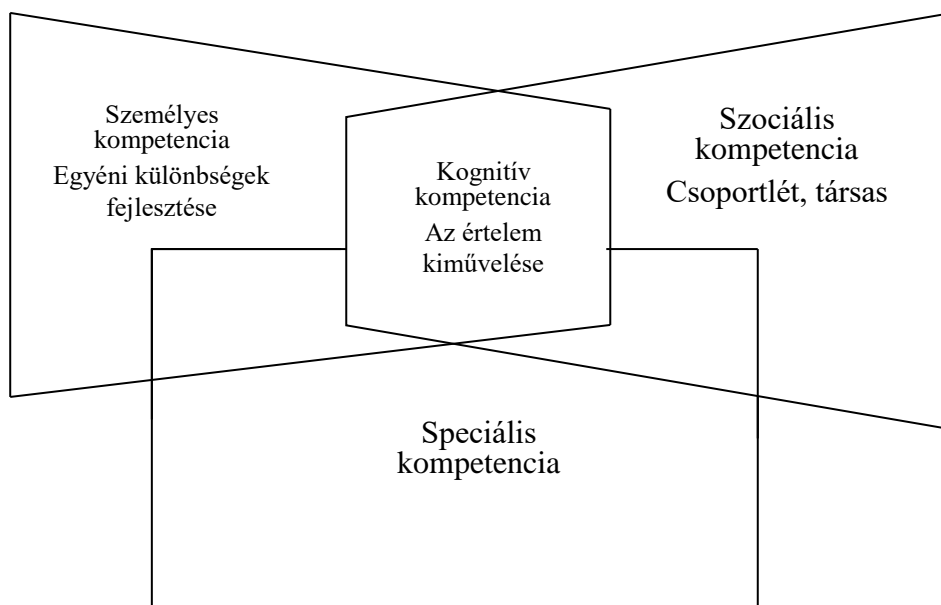 Személyes
kompetencia
Egyéni különbségek
fejlesztése
Kognitív
kompetencia
Az értelem
kiművelése
Szociális
kompetencia
Csoportlét, társas
Speciális
kompetencia